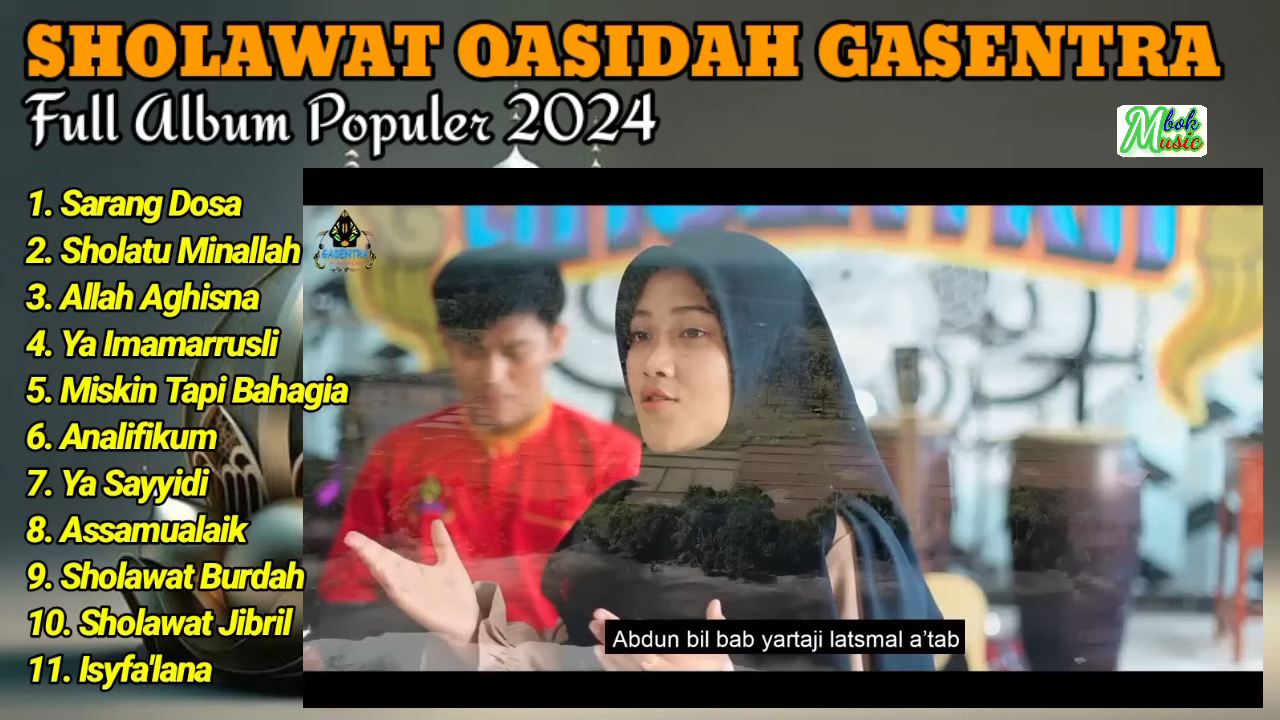 SHOLAWAT QASIDAH GASENTRA
Full Album Populer 2024
Mbok
Music
1. Sarang Dosa
2. Sholatu Minallah
3. Allah Aghisna
4. Ya Imamarrusli
5. Miskin Tapi Bahagia
6. Analifikum
7. Ya Sayyidi
8. Assamualaik
9. Sholawat Burdah
10. Sholawat Jibril
11. Isyfa'lana
GASENTRA
Abdun bil bab yartaji latsmal a'tab